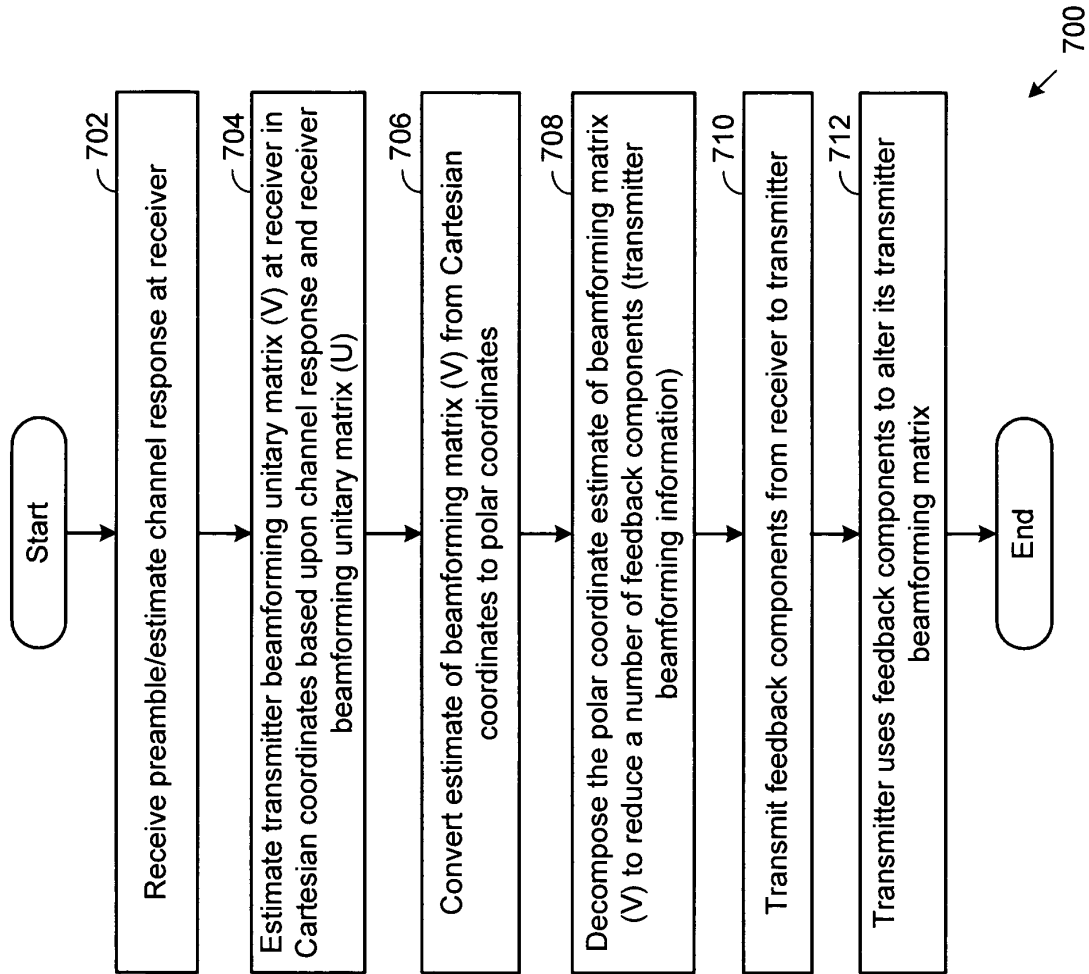 Start
702
Receive preamble/estimate channel response at receiver
704
Estimate transmitter beamforming unitary matrix (V) at receiver in
Cartesian coordinates based upon channel response and receiver
beamforming unitary matrix (U)
706
Convert estimate of beamforming matrix (V) from Cartesian
coordinates to polar coordinates
708
Decompose the polar coordinate estimate of beamforming matrix
(V) to reduce a number of feedback components (transmitter
beamforming information)
710
Transmit feedback components from receiver to transmitter
712
Transmitter uses feedback components to alter its transmitter
beamforming matrix
End
700